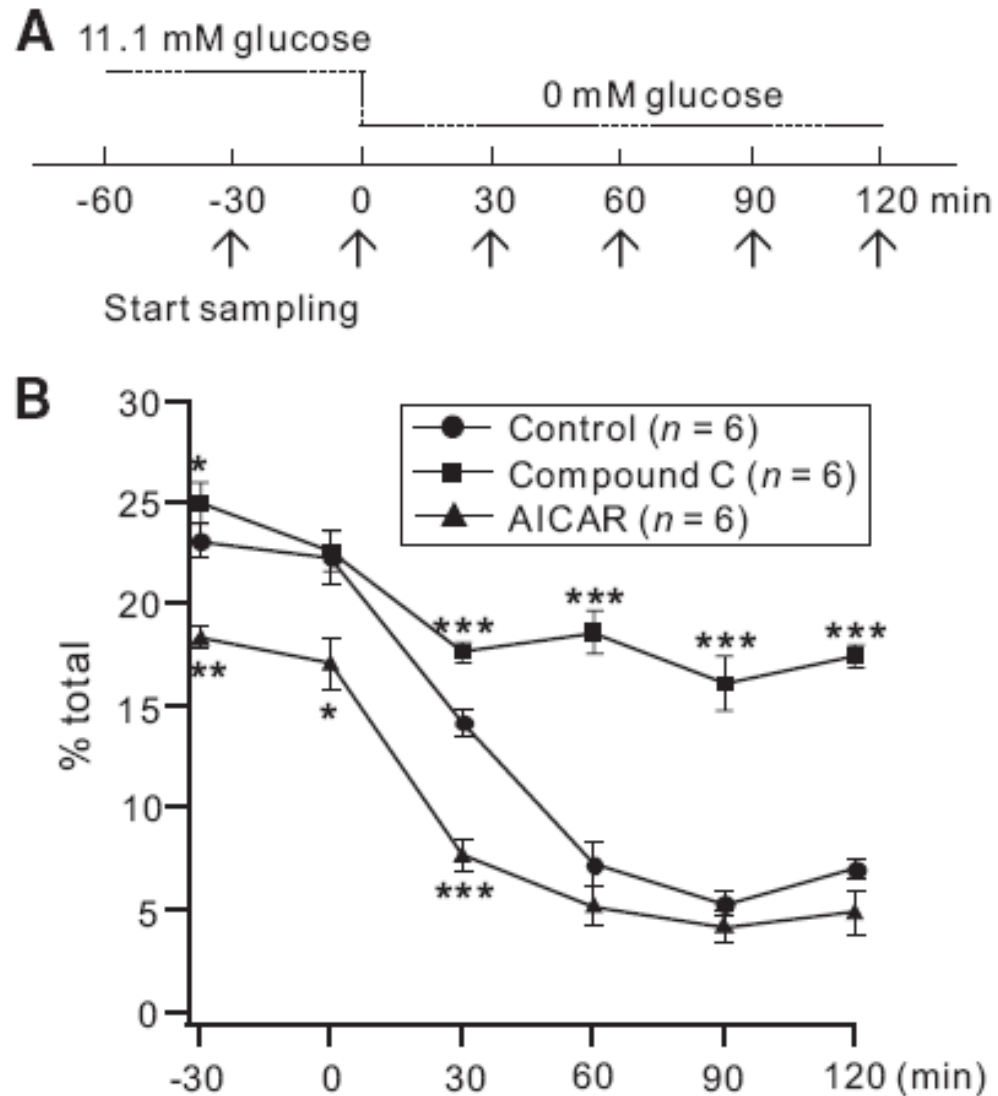 A
11.1 mM glucose
0 mM glucose
-60 -30 0 30 60 90 120 min
Start sampling
B
30
25
20
15
10
5
0
% total
Control (n = 6)
Compound C (n = 6)
AICAR (n = 6)
*
**
*
***
***
***
***
***
-30 0 30 60 90 120 (min)